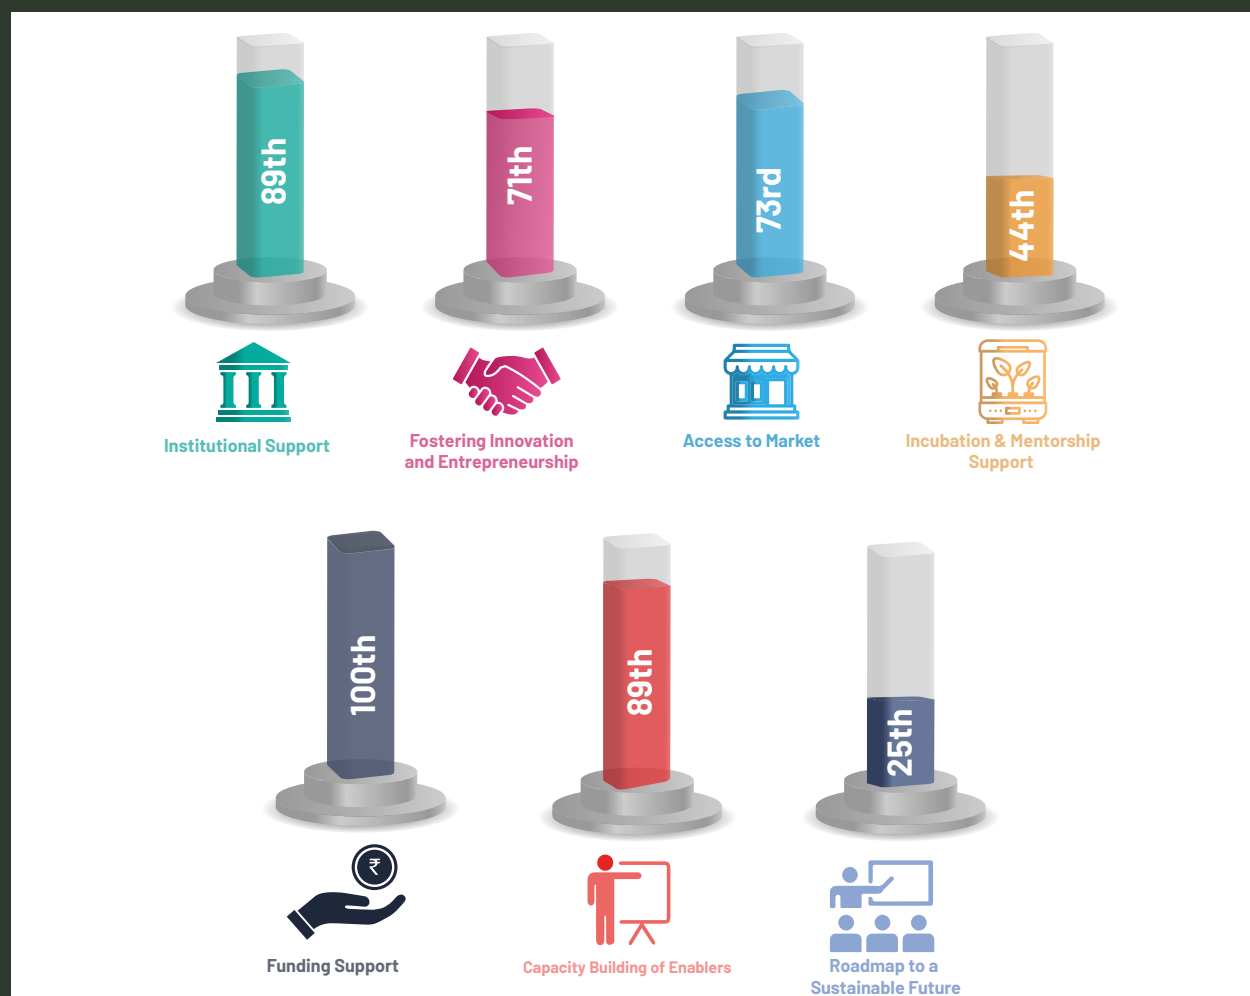 89th
71th
73rd
44th
Institutional Support
Fostering Innovation
and Entrepreneurship
Access to Market
Incubation & Mentorship
Support
100th
89th
25th
₹
Funding Support
Capacity Building of Enablers
Roadmap to a
Sustainable Future